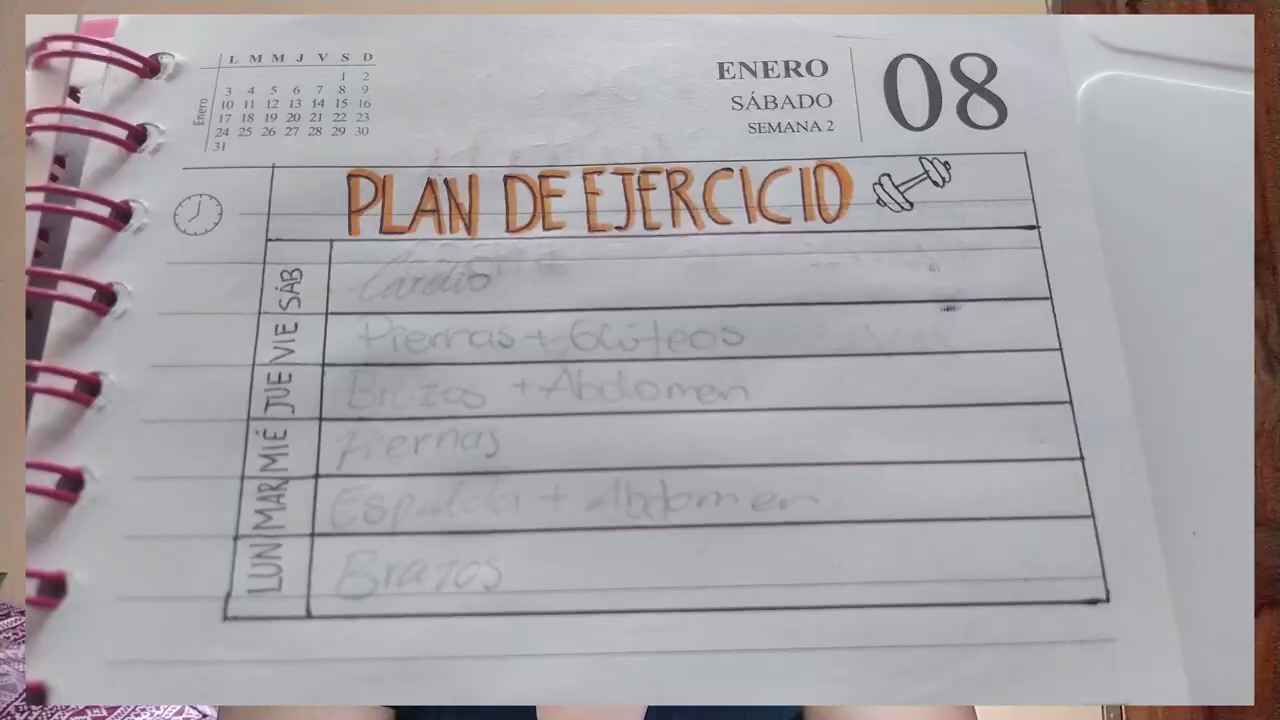 L M M J V S D
1 2
3 4 5 6 7 8 9
10 11 12 13 14 15 16
17 18 19 20 21 22 23
24 25 26 27 28 29 30
31
Enero
ENERO
SÁBADO
SEMANA 2
08
PLAN DE EJERCICIO
SÁB Cardio
VIE Piernas + Glúteos
JUE Brazos + Abdomen
MIÉ Piernas
MAR Espalda + Abdomen
LUN Brazos